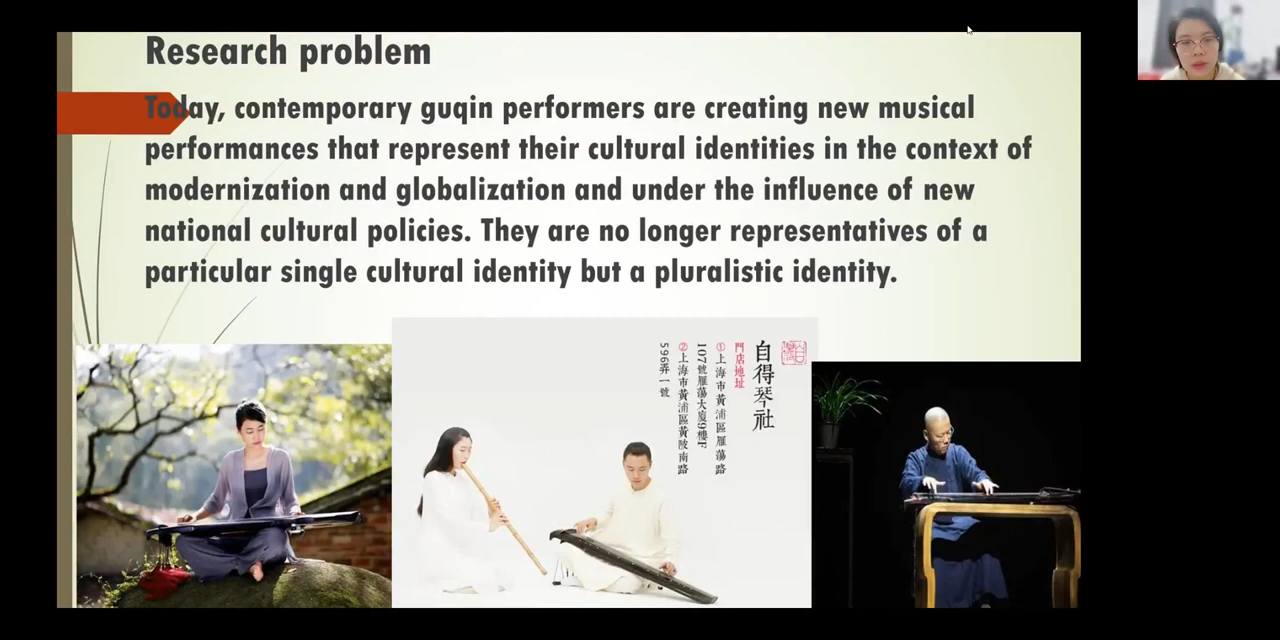 Research problem
Today, contemporary guqin performers are creating new musical
performances that represent their cultural identities in the context of
modernization and globalization and under the influence of new
national cultural policies. They are no longer representatives of a
particular single cultural identity but a pluralistic identity.
自得琴社
門店地址
①上海市黃浦區雁蕩路
107號雁蕩大廈9樓F
②上海市黃浦區黃陂南路
596弄一號